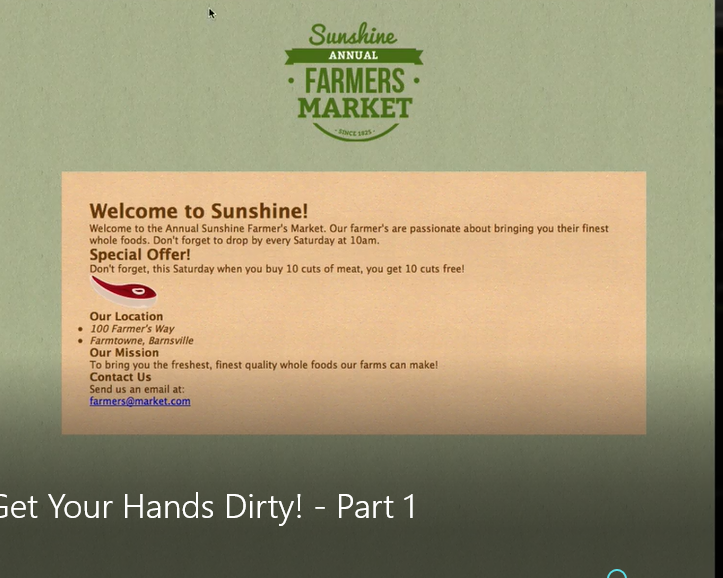 Sunshine
ANNUAL
FARMERS
MARKET
· SINCE 1925 ·
Welcome to Sunshine!
Welcome to the Annual Sunshine Farmer's Market. Our farmer's are passionate about bringing you their finest
whole foods. Don't forget to drop by every Saturday at 10am.
Special Offer!
Don't forget, this Saturday when you buy 10 cuts of meat, you get 10 cuts free!
Our Location
100 Farmer's Way
Farmtowne, Barnsville
Our Mission
To bring you the freshest, finest quality whole foods our farms can make!
Contact Us
Send us an email at:
farmers@market.com
Get Your Hands Dirty! - Part 1